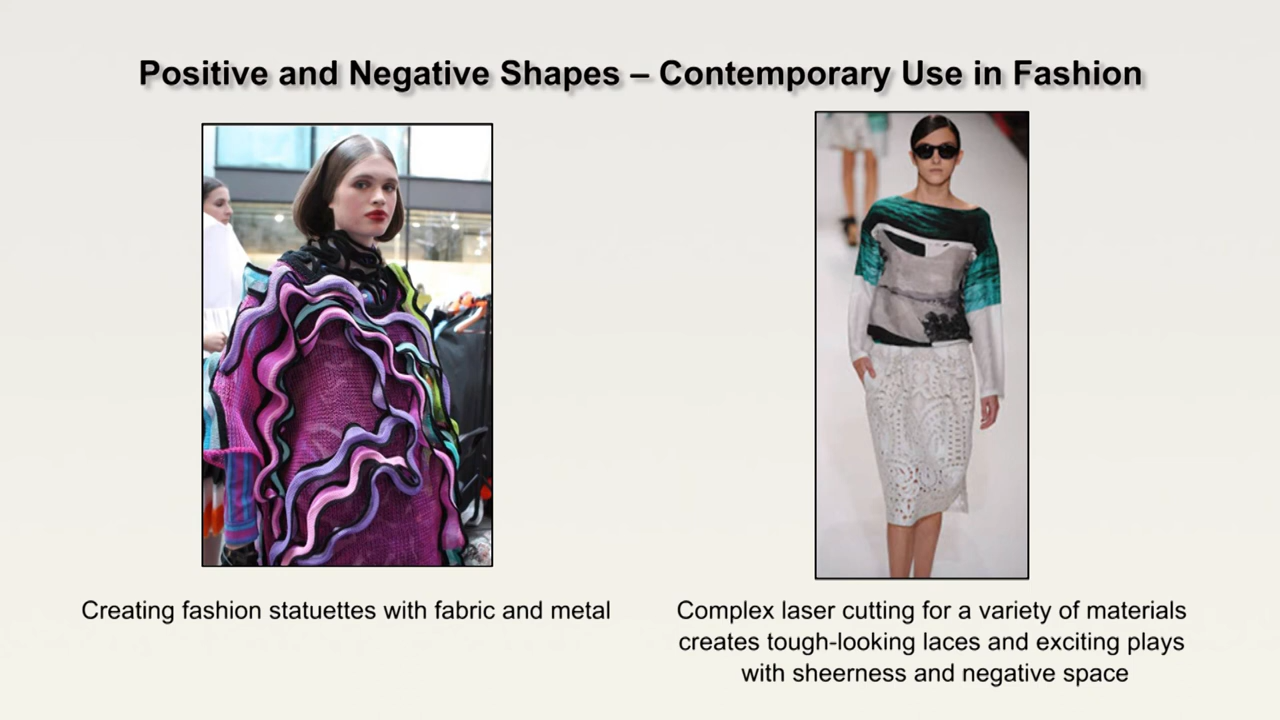 Positive and Negative Shapes – Contemporary Use in Fashion
Creating fashion statuettes with fabric and metal
Complex laser cutting for a variety of materials
creates tough-looking laces and exciting plays
with sheerness and negative space